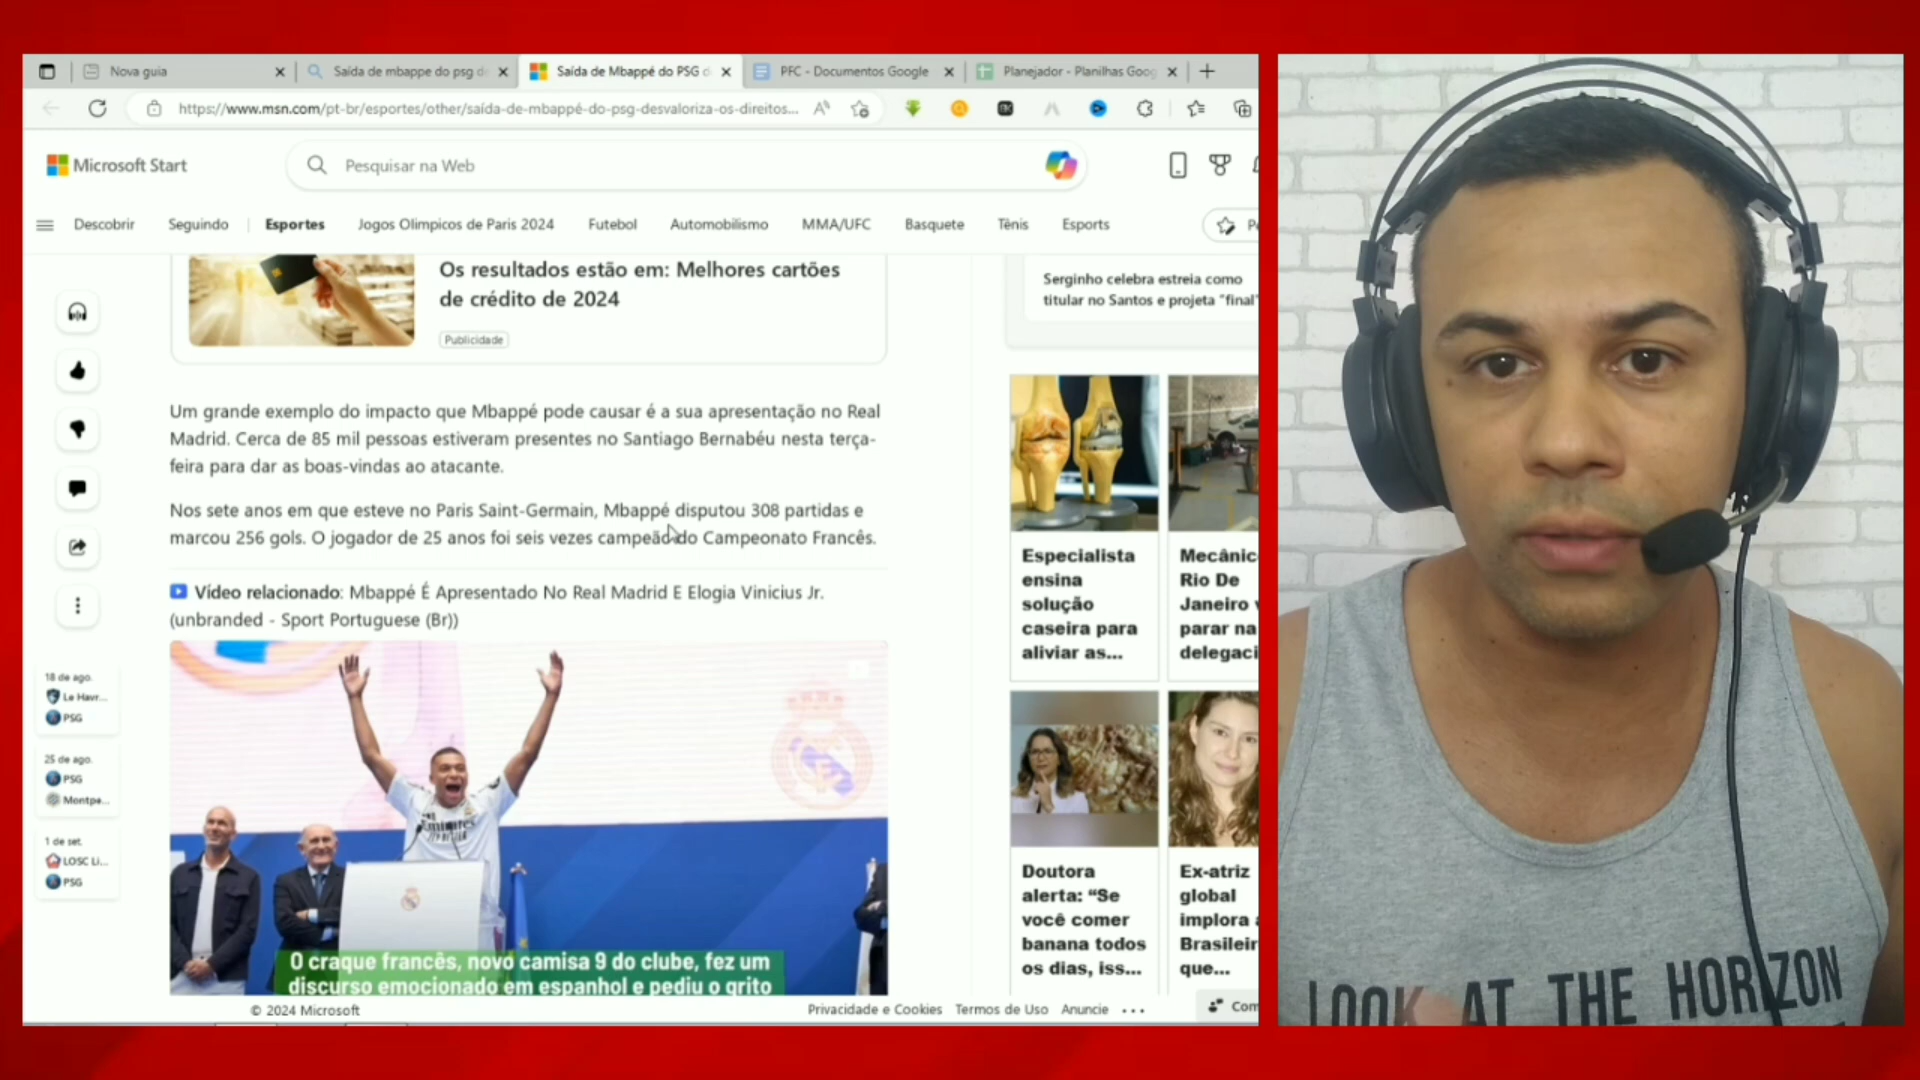 Nova guia
Saída de mbappe do psg d
Saída de Mbappé do PSG d
PFC - Documentos Google
Planejador - Planilhas Goog
https://www.msn.com/pt-br/esportes/other/saída-de-mbappé-do-psg-desvaloriza-os-direitos...
Microsoft Start
Pesquisar na Web
Descobrir
Seguindo
Esportes
Jogos Olímpicos de Paris 2024
Futebol
Automobilismo
MMA/UFC
Basquete
Tênis
Esports
Os resultados estão em: Melhores cartões
de crédito de 2024
Publicidade
Um grande exemplo do impacto que Mbappé pode causar é a sua apresentação no Real
Madrid. Cerca de 85 mil pessoas estiveram presentes no Santiago Bernabéu nesta terça-
feira para dar as boas-vindas ao atacante.
Nos sete anos em que esteve no Paris Saint-Germain, Mbappé disputou 308 partidas e
marcou 256 gols. O jogador de 25 anos foi seis vezes campeão do Campeonato Francês.
Vídeo relacionado: Mbappé É Apresentado No Real Madrid E Elogia Vinicius Jr.
(unbranded - Sport Portuguese (Br))
18 de ago.
Le Havr...
PSG
25 de ago.
PSG
Montpe...
1 de set.
LOSC Li...
PSG
O craque francês, novo camisa 9 do clube, fez um
discurso emocionado em espanhol e pediu o grito
Serginho celebra estreia como
titular no Santos e projeta "final"
Especialista
ensina
solução
caseira para
aliviar as...
Mecânic
Rio De
Janeiro
parar na
delegaci
Doutora
alerta: "Se
você comer
banana todos
os dias, iss...
Ex-atriz
global
implora
Brasileir
que...
© 2024 Microsoft
Privacidade e Cookies
Termos de Uso
Anuncie
Com
LOOK AT THE HORIZON